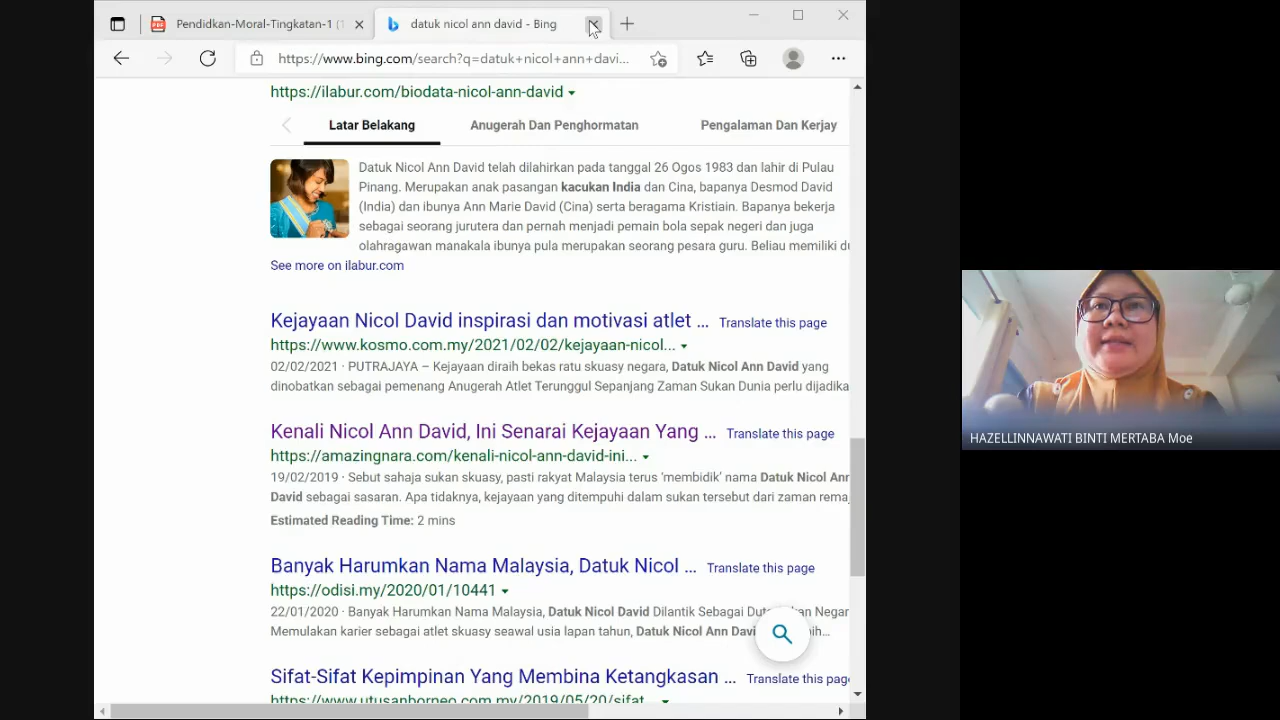 Pendidkan-Moral-Tingkatan-1 (1
datuk nicol ann david - Bing
https://www.bing.com/search?q=datuk+nicol+ann+davi...
https://ilabur.com/biodata-nicol-ann-david
Latar Belakang
Anugerah Dan Penghormatan
Pengalaman Dan Kerjay
Datuk Nicol Ann David telah dilahirkan pada tanggal 26 Ogos 1983 dan lahir di Pulau
Pinang. Merupakan anak pasangan kacukan India dan Cina, bapanya Desmod David
(India) dan ibunya Ann Marie David (Cina) serta beragama Kristiain. Bapanya bekerja
sebagai seorang jurutera dan pernah menjadi pemain bola sepak negeri dan juga
olahragawan manakala ibunya pula merupakan seorang pesara guru. Beliau memiliki
See more on ilabur.com
Kejayaan Nicol David inspirasi dan motivasi atlet ... Translate this page
https://www.kosmo.com.my/2021/02/02/kejayaan-nicol...
02/02/2021 · PUTRAJAYA – Kejayaan diraih bekas ratu skuasy negara, Datuk Nicol Ann David yang
dinobatkan sebagai pemenang Anugerah Atlet Terunggul Sepanjang Zaman Sukan Dunia perlu dijadika
Kenali Nicol Ann David, Ini Senarai Kejayaan Yang ... Translate this page
https://amazingnara.com/kenali-nicol-ann-david-ini...
19/02/2019 · Sebut sahaja sukan skuasy, pasti rakyat Malaysia terus ‘membidik’ nama Datuk Nicol Ann
David sebagai sasaran. Apa tidaknya, kejayaan yang ditempuhi dalam sukan tersebut dari zaman rema
Estimated Reading Time: 2 mins
Banyak Harumkan Nama Malaysia, Datuk Nicol ... Translate this page
https://odisi.my/2020/01/10441
22/01/2020 · Banyak Harumkan Nama Malaysia, Datuk Nicol David Dilantik Sebagai Negar
Memulakan karier sebagai atlet skuasy seawal usia lapan tahun, Datuk Nicol Ann
Sifat-Sifat Kepimpinan Yang Membina Ketangkasan ... Translate this page
https://www.utusanborneo.com.my/2019/05/20/sifat...
HAZELLINNAWATI BINTI MERTABA Moe